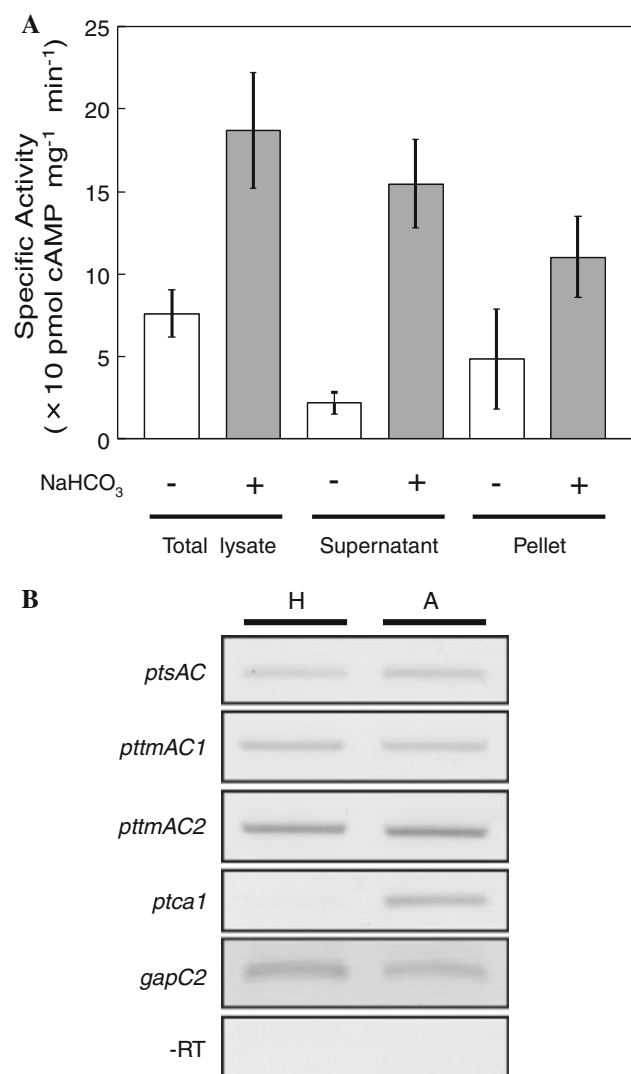 A
25
20
15
10
5
0
Specific Activity
( × 10 pmol cAMP mg⁻¹ min⁻¹)
NaHCO₃ - + - + - +
Total lysate Supernatant Pellet
B
H A
ptsAC
pttmAC1
pttmAC2
ptca1
gapC2
-RT